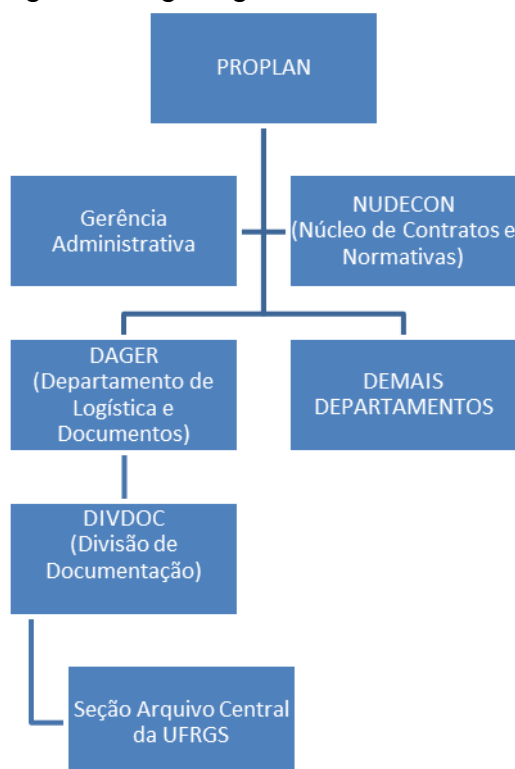 PROPLAN
Gerência
Administrativa
NUDECON
(Núcleo de Contratos e
Normativas)
DAGER
(Departamento de
Logística e
Documentos)
DEMAIS
DEPARTAMENTOS
DIVDOC
(Divisão de
Documentação)
Seção Arquivo Central
da UFRGS